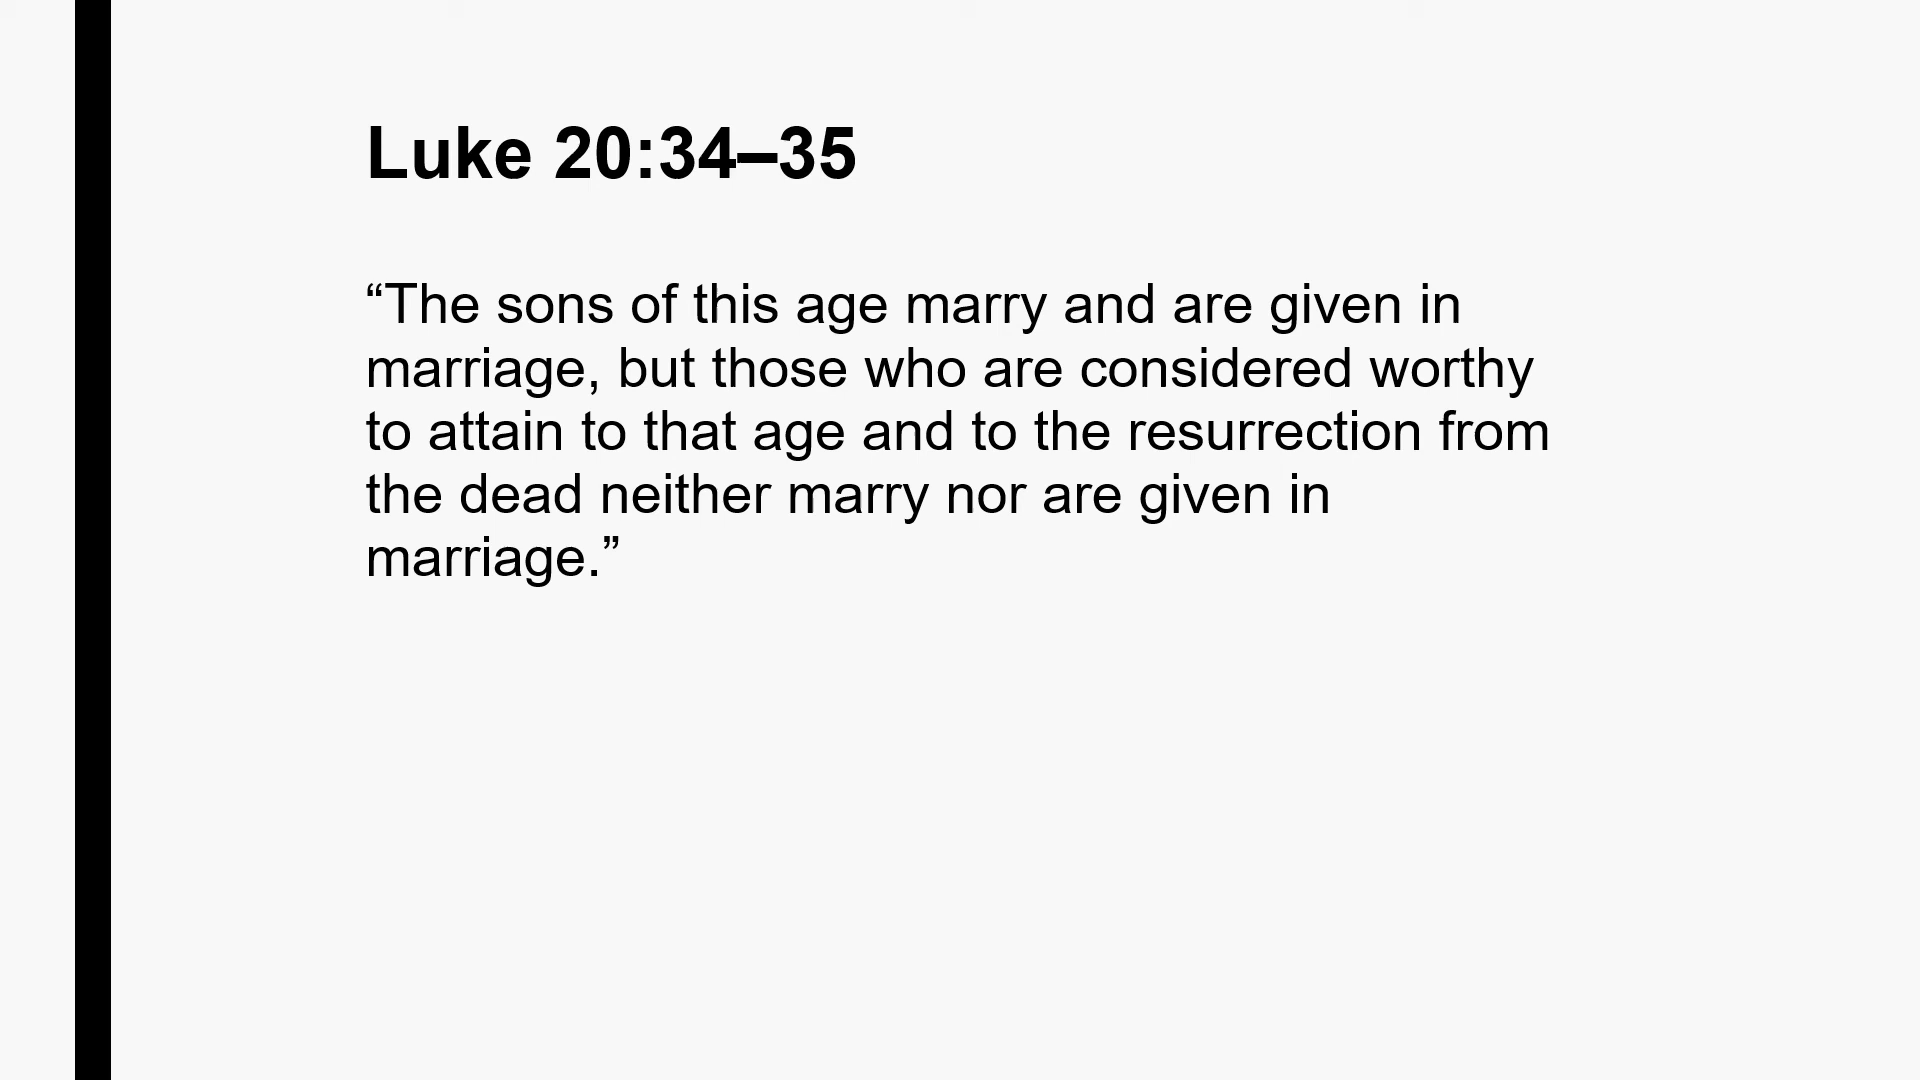 Luke 20:34–35
“The sons of this age marry and are given in
marriage, but those who are considered worthy
to attain to that age and to the resurrection from
the dead neither marry nor are given in
marriage.”